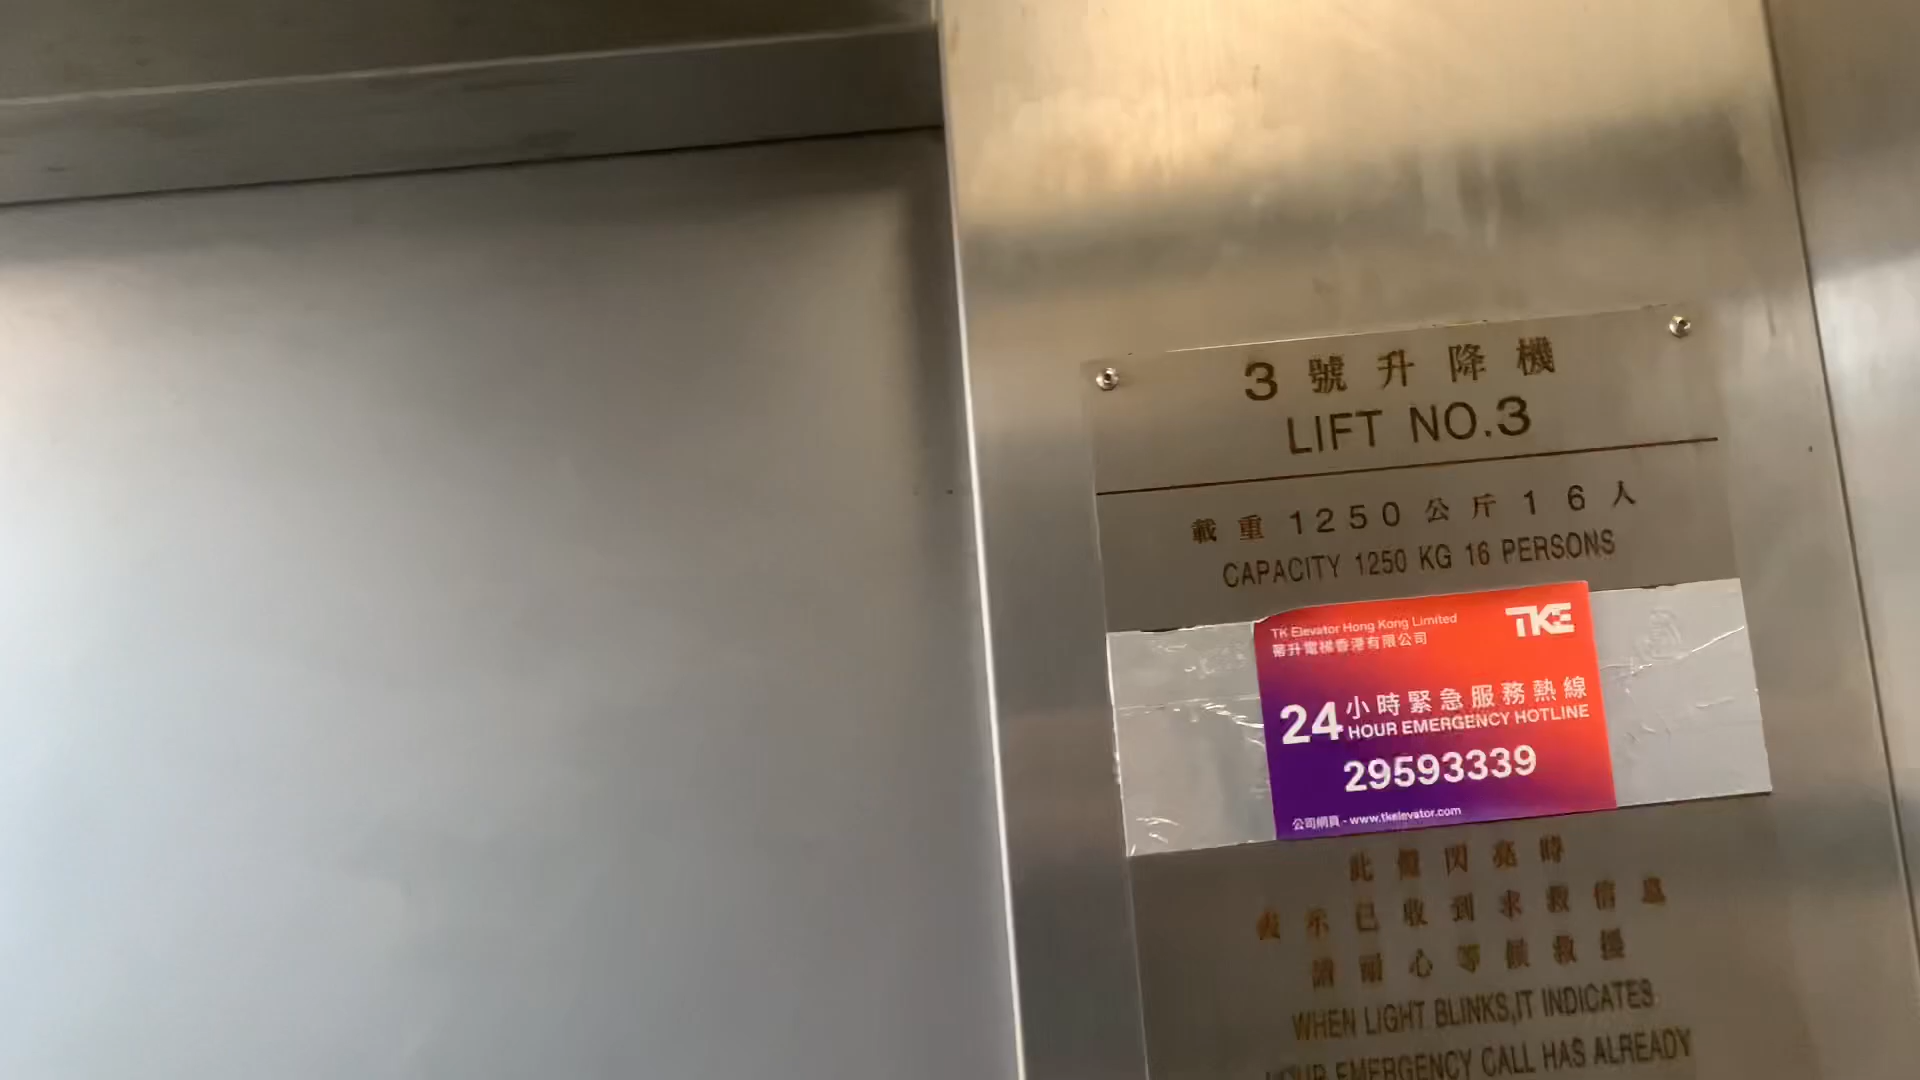 3 號升降機
LIFT NO.3
載重 1250 公斤 16 人
CAPACITY 1250 KG 16 PERSONS
TK Elevator Hong Kong Limited
蒂升電梯香港有限公司
TKE
24 小時緊急服務熱線
HOUR EMERGENCY HOTLINE
29593339
公司網頁 - www.tkelevator.com
此燈閃亮時
表示已收到求救信息
請耐心等候救援
WHEN LIGHT BLINKS,IT INDICATES
YOUR EMERGENCY CALL HAS ALREADY